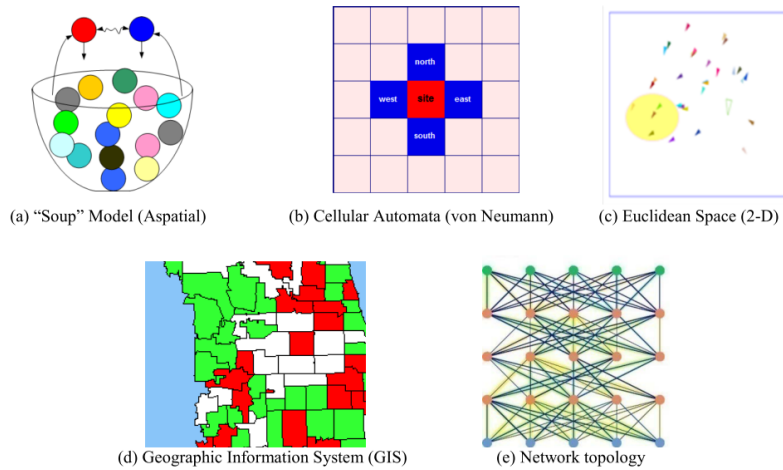 north
west site east
south
(a) “Soup” Model (Aspatial)
(b) Cellular Automata (von Neumann)
(c) Euclidean Space (2-D)
(d) Geographic Information System (GIS)
(e) Network topology